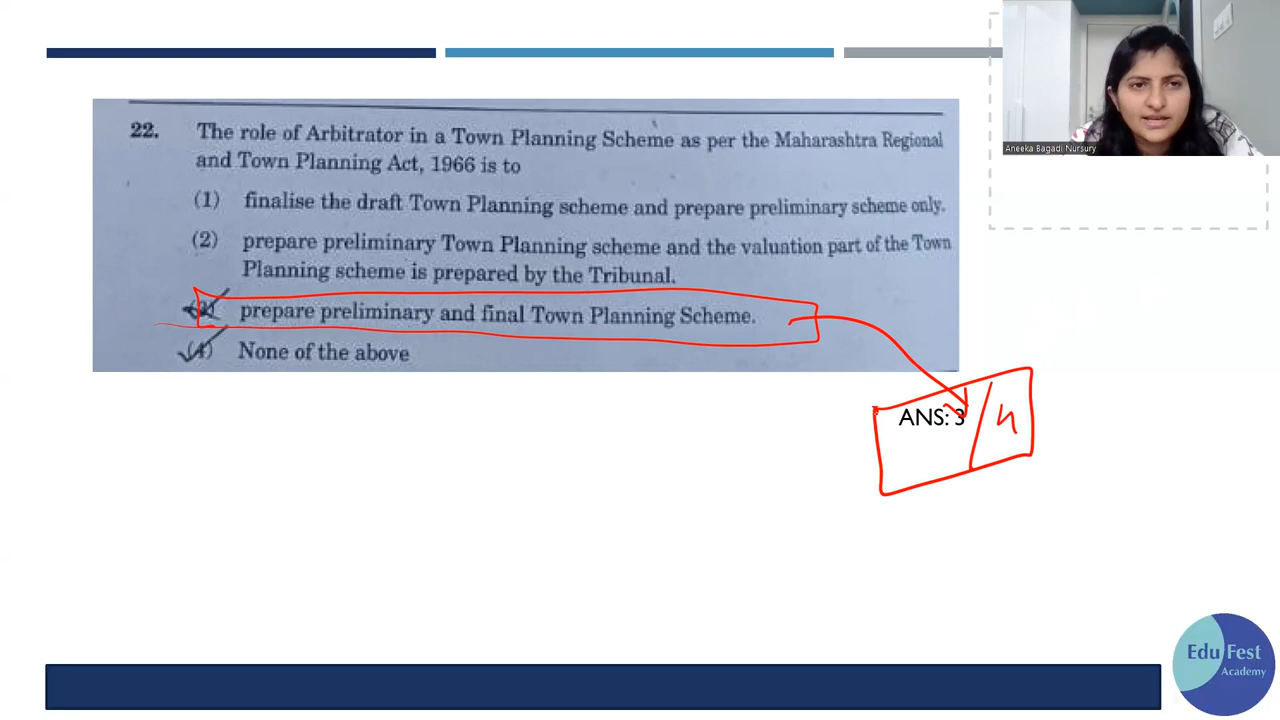 22. The role of Arbitrator in a Town Planning Scheme as per the Maharashtra Regional
and Town Planning Act, 1966 is to
(1) finalise the draft Town Planning scheme and prepare preliminary scheme only.
(2) prepare preliminary Town Planning scheme and the valuation part of the Town
Planning scheme is prepared by the Tribunal.
(3) prepare preliminary and final Town Planning Scheme.
(4) None of the above
ANS: 3 / 4
Aneeka Bagadi Nursury
Edu Fest
Academy